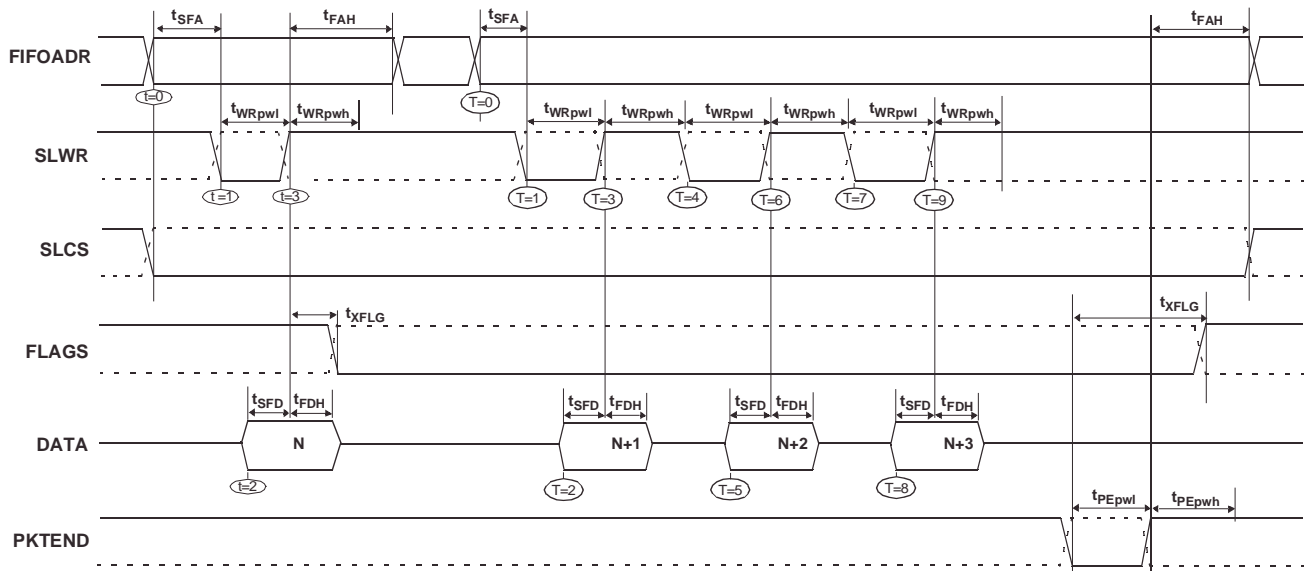 tSFA tFAH tSFA tFAH
FIFOADR
t=0 T=0
tWRpwl tWRpwh tWRpwl tWRpwh tWRpwl tWRpwh tWRpwl tWRpwh
SLWR
t=1 t=3 T=1 T=3 T=4 T=6 T=7 T=9
SLCS
tXFLG tXFLG
FLAGS
tSFD tFDH tSFD tFDH tSFD tFDH tSFD tFDH
DATA N N+1 N+2 N+3
t=2 T=2 T=5 T=8
tPEpwl tPEpwh
PKTEND